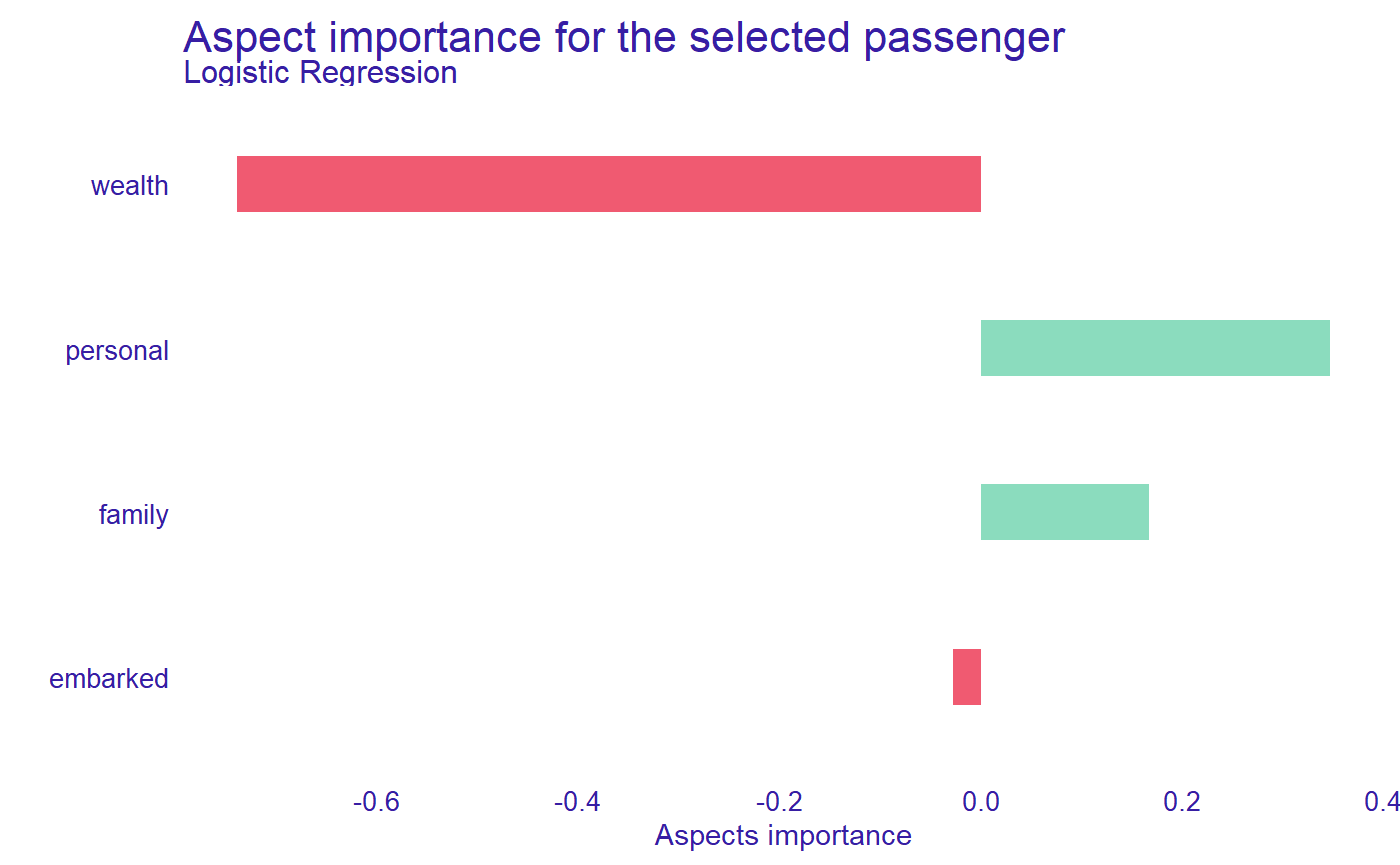 Aspect importance for the selected passenger
Logistic Regression
wealth
personal
family
embarked
-0.6 -0.4 -0.2 0.0 0.2 0.4
Aspects importance